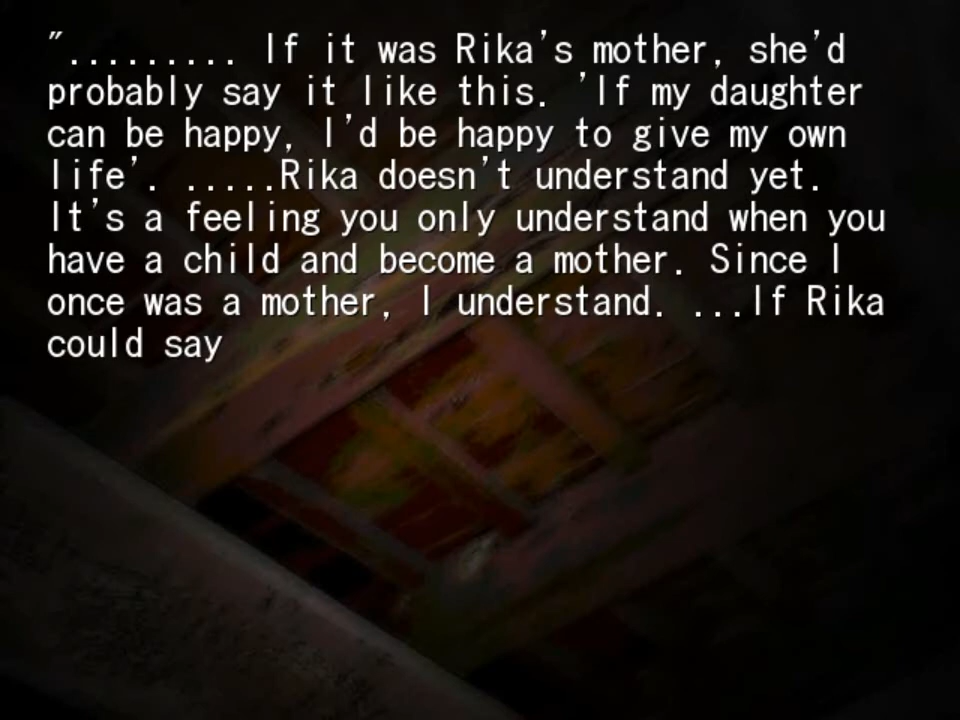 "......... If it was Rika's mother, she'd
probably say it like this. 'If my daughter
can be happy, I'd be happy to give my own
life'. .....Rika doesn't understand yet.
It's a feeling you only understand when you
have a child and become a mother. Since I
once was a mother, I understand. ...If Rika
could say